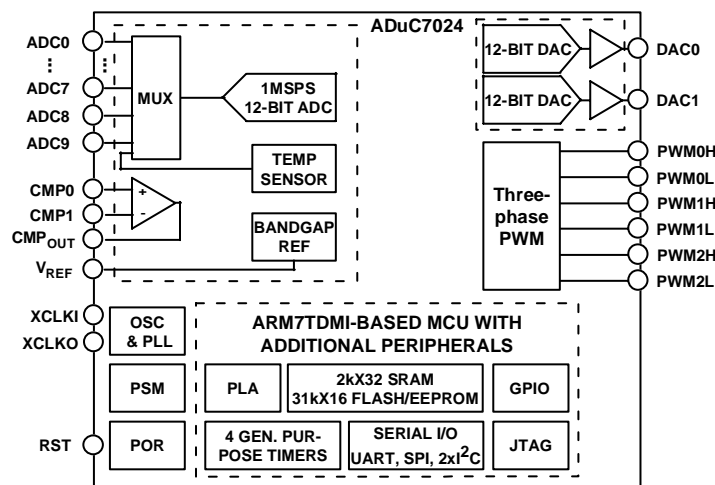 ADuC7024
ADC0
ADC7
ADC8
ADC9
CMP0
CMP1
CMPOUT
VREF
XCLKI
XCLKO
RST
MUX
1MSPS
12-BIT ADC
TEMP
SENSOR
+
-
BANDGAP
REF
12-BIT DAC
12-BIT DAC
DAC0
DAC1
Three-
phase
PWM
PWM0H
PWM0L
PWM1H
PWM1L
PWM2H
PWM2L
OSC
& PLL
PSM
POR
ARM7TDMI-BASED MCU WITH
ADDITIONAL PERIPHERALS
PLA
2kX32 SRAM
31kX16 FLASH/EEPROM
GPIO
4 GEN. PUR-
POSE TIMERS
SERIAL I/O
UART, SPI, 2xI²C
JTAG